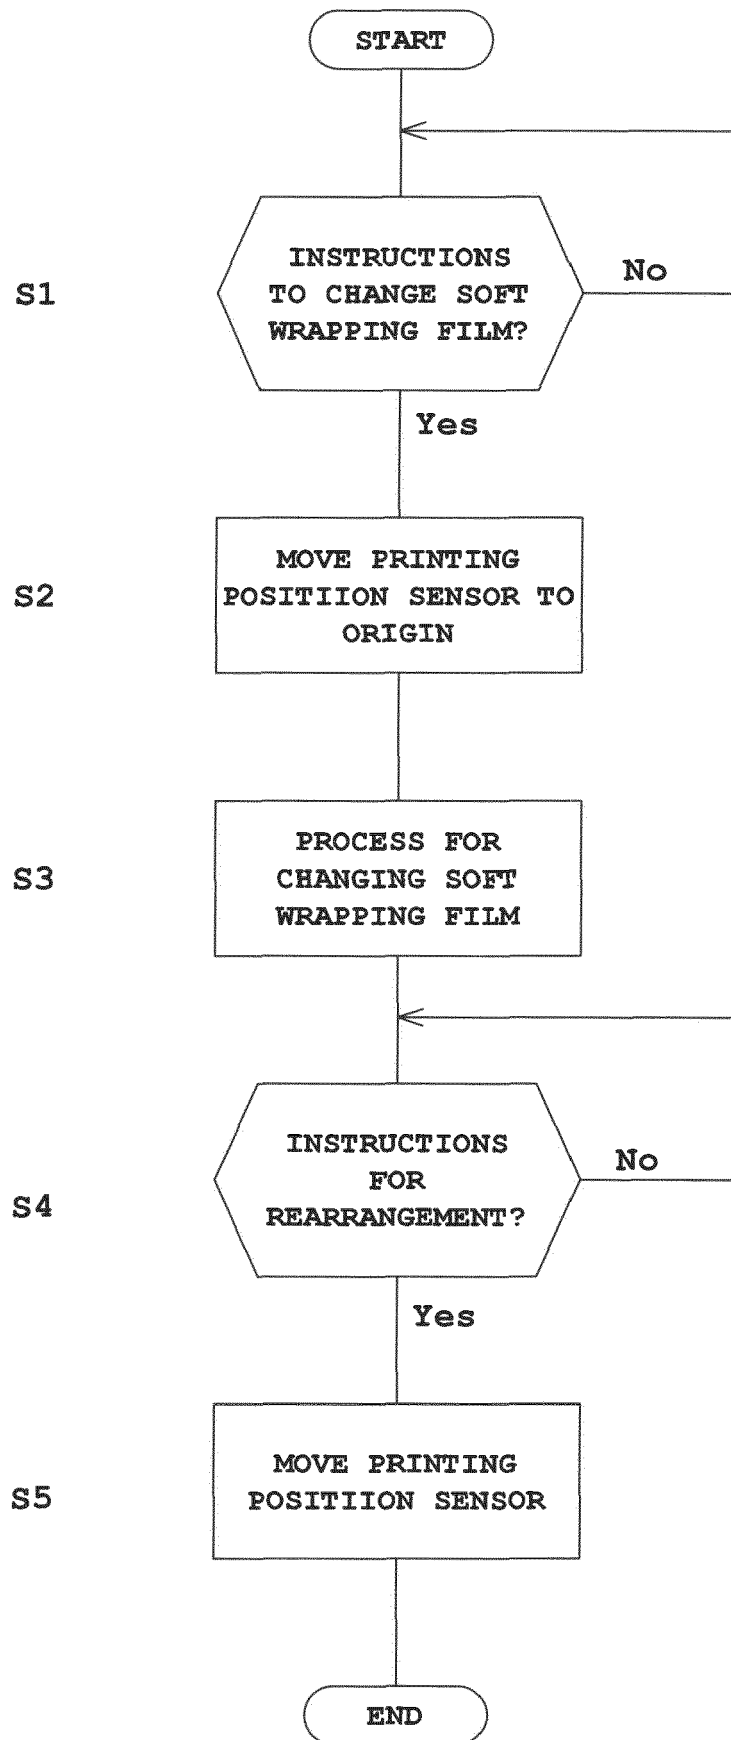 START
INSTRUCTIONS
TO CHANGE SOFT
WRAPPING FILM?
S1
No
Yes
MOVE PRINTING
POSITIION SENSOR TO
ORIGIN
S2
PROCESS FOR
CHANGING SOFT
WRAPPING FILM
S3
INSTRUCTIONS
FOR
REARRANGEMENT?
S4
No
Yes
MOVE PRINTING
POSITIION SENSOR
S5
END